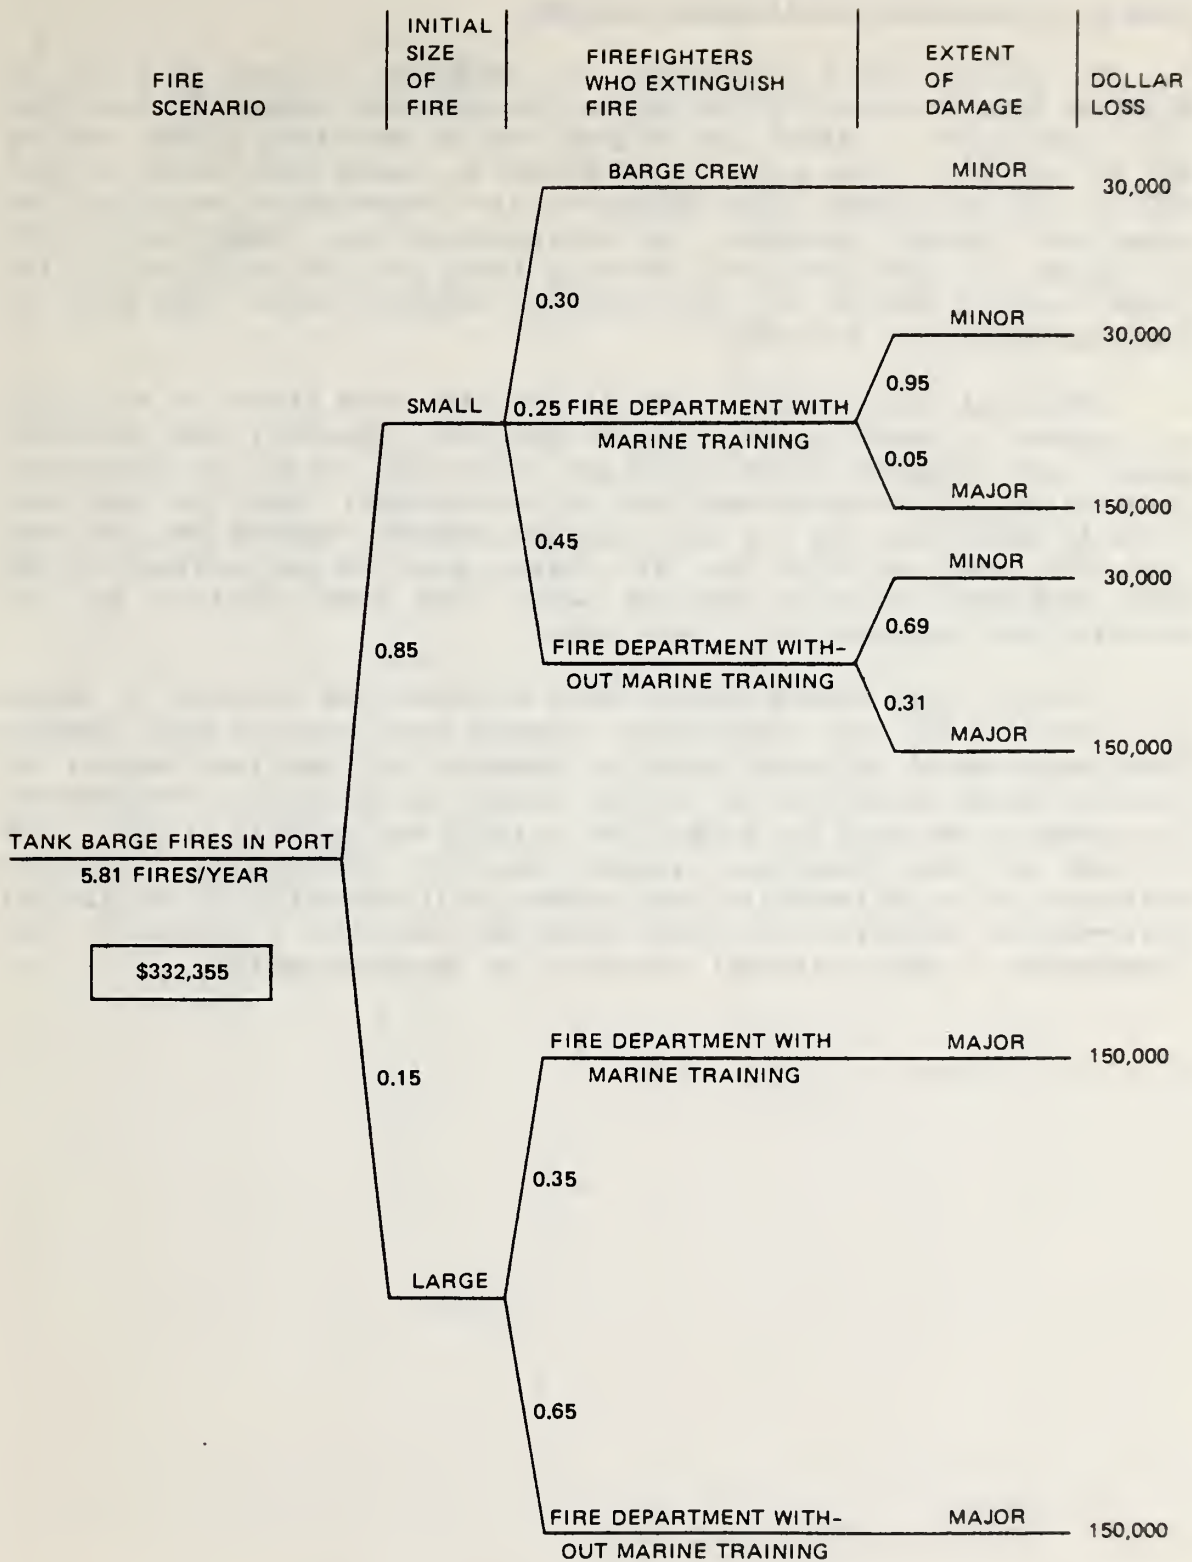 FIRE
SCENARIO
INITIAL
SIZE
OF
FIRE
FIREFIGHTERS
WHO EXTINGUISH
FIRE
EXTENT
OF
DAMAGE
DOLLAR
LOSS
BARGE CREW
MINOR
30,000
0.30
MINOR
30,000
0.95
SMALL
0.25 FIRE DEPARTMENT WITH
MARINE TRAINING
0.05
MAJOR
150,000
0.45
MINOR
30,000
0.69
0.85
FIRE DEPARTMENT WITH-
OUT MARINE TRAINING
0.31
MAJOR
150,000
TANK BARGE FIRES IN PORT
5.81 FIRES/YEAR
$332,355
FIRE DEPARTMENT WITH
MARINE TRAINING
MAJOR
150,000
0.15
0.35
LARGE
0.65
FIRE DEPARTMENT WITH-
OUT MARINE TRAINING
MAJOR
150,000